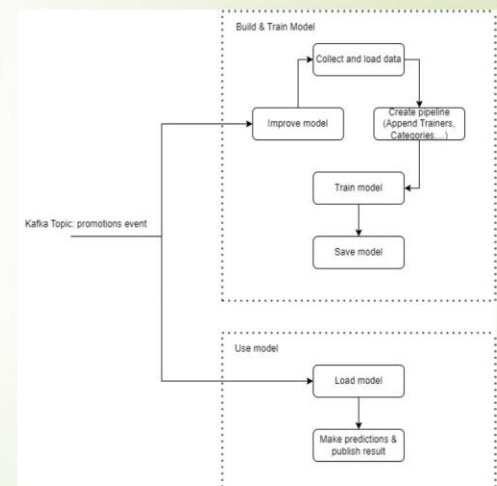 Build & Train Model
Collect and load data
Improve model
Create pipeline
(Append Trainers,
Categories,...)
Train model
Kafka Topic: promotions event
Save model
Use model
Load model
Make predictions &
publish result